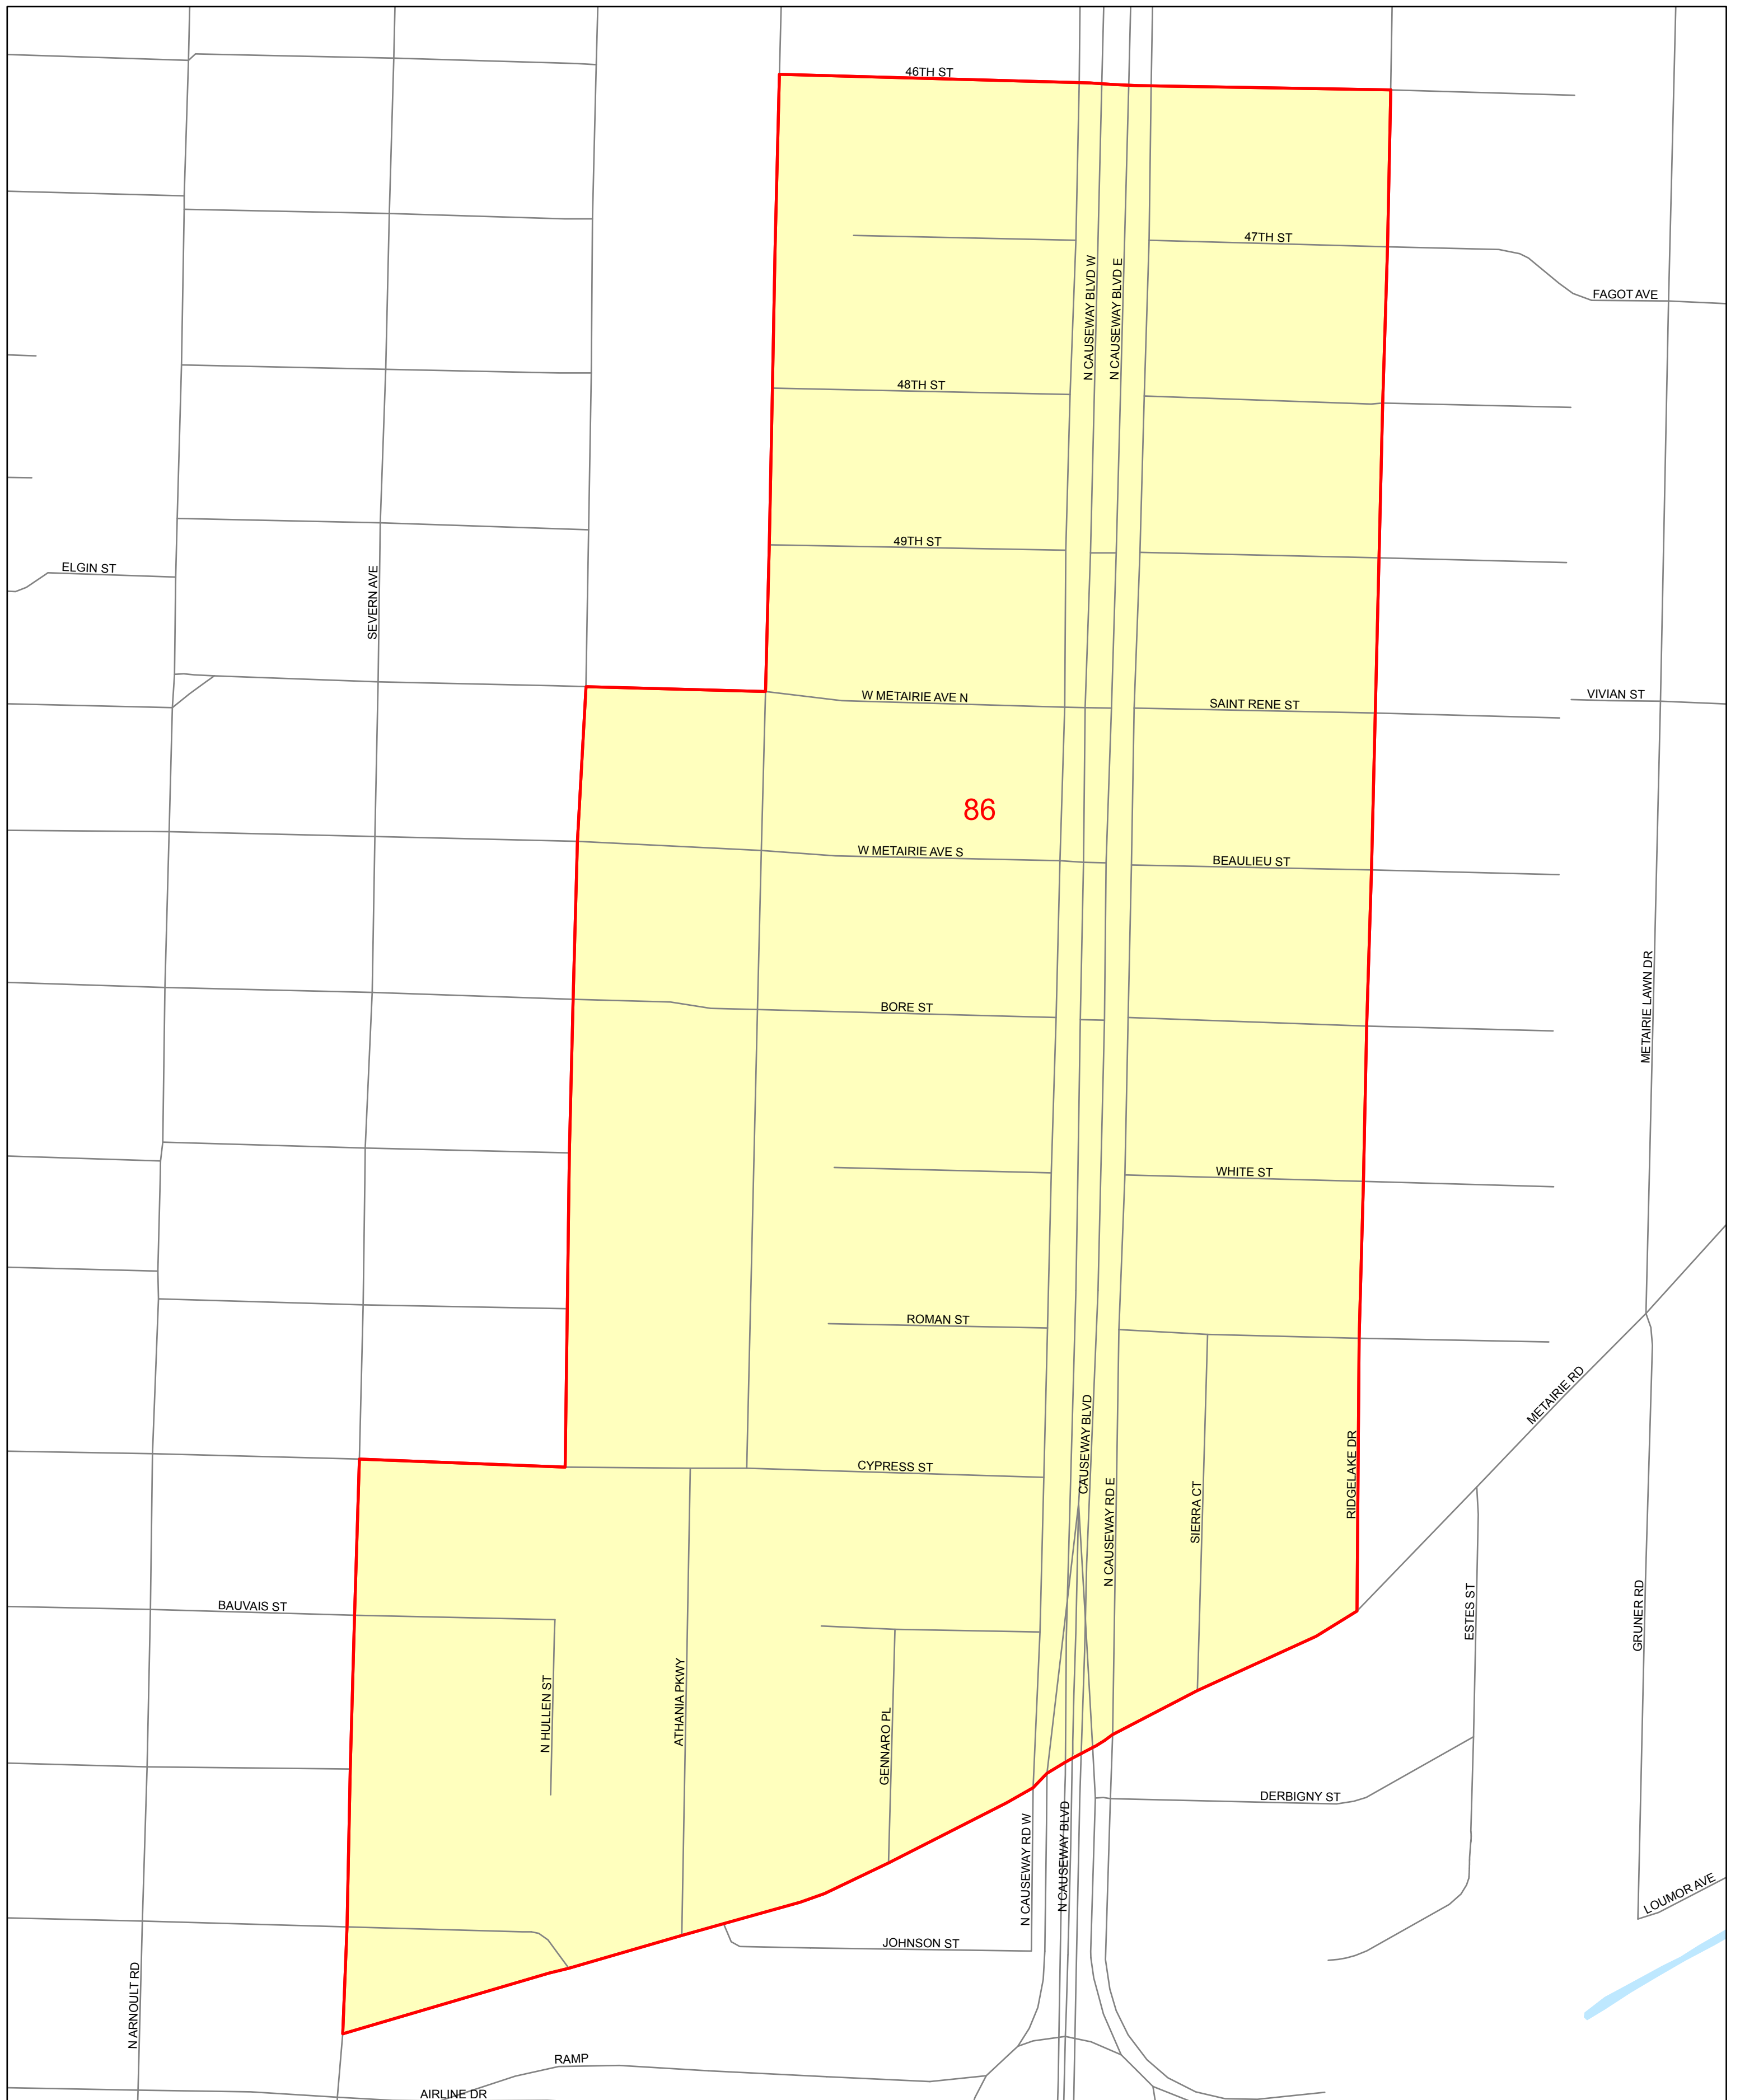 46TH ST
47TH ST
N CAUSEWAY BLVD W
N CAUSEWAY BLVD E
FAGOT AVE
48TH ST
49TH ST
ELGIN ST
SEVERN AVE
W METAIRIE AVE N
SAINT RENE ST
VIVIAN ST
86
W METAIRIE AVE S
BEAULIEU ST
BORE ST
METAIRIE LAWN DR
WHITE ST
ROMAN ST
METAIRIE RD
CAUSEWAY BLVD
RIDGELAKE DR
CYPRESS ST
N CAUSEWAY RD E
SIERRA CT
BAUVAIS ST
ESTES ST
GRUNER RD
N HULLEN ST
ATHANIA PKWY
GENNARO PL
DERBIGNY ST
N CAUSEWAY RD W
N CAUSEWAY BLVD
LOUMOR AVE
JOHNSON ST
N ARNOULT RD
RAMP
AIRLINE DR